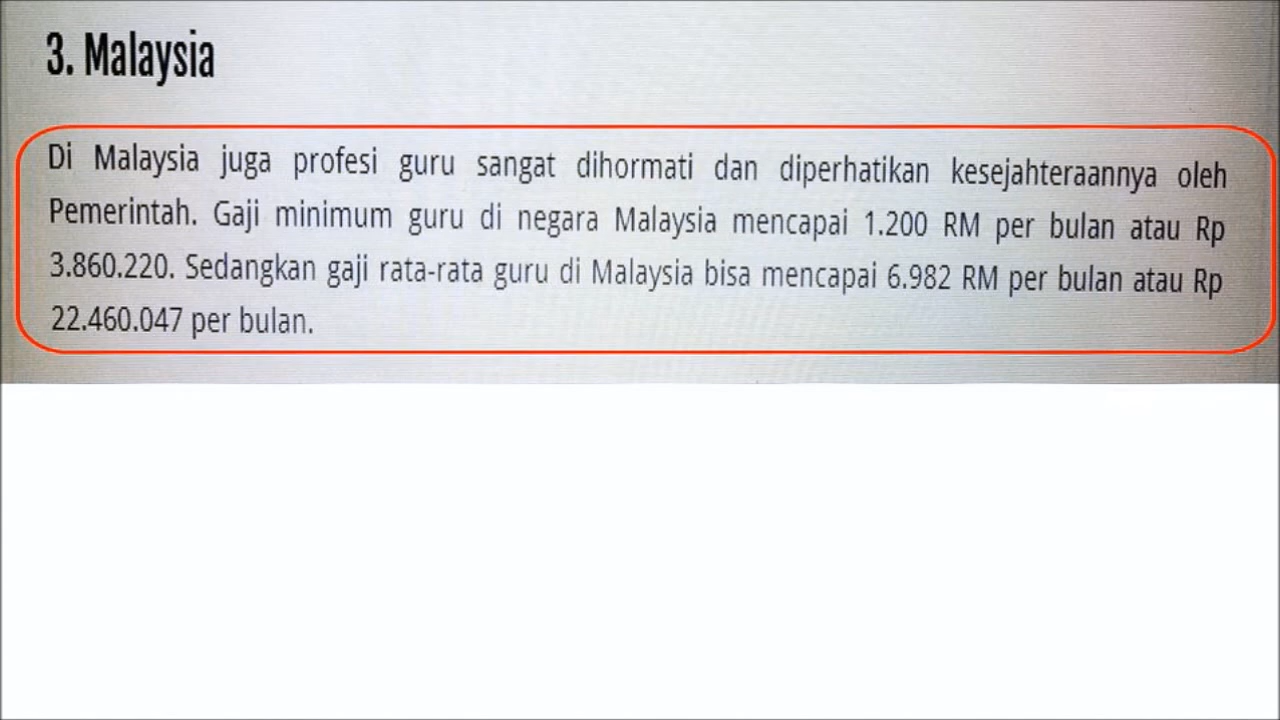 3. Malaysia
Di Malaysia juga profesi guru sangat dihormati dan diperhatikan kesejahteraannya oleh
Pemerintah. Gaji minimum guru di negara Malaysia mencapai 1.200 RM per bulan atau Rp
3.860.220. Sedangkan gaji rata-rata guru di Malaysia bisa mencapai 6.982 RM per bulan atau Rp
22.460.047 per bulan.